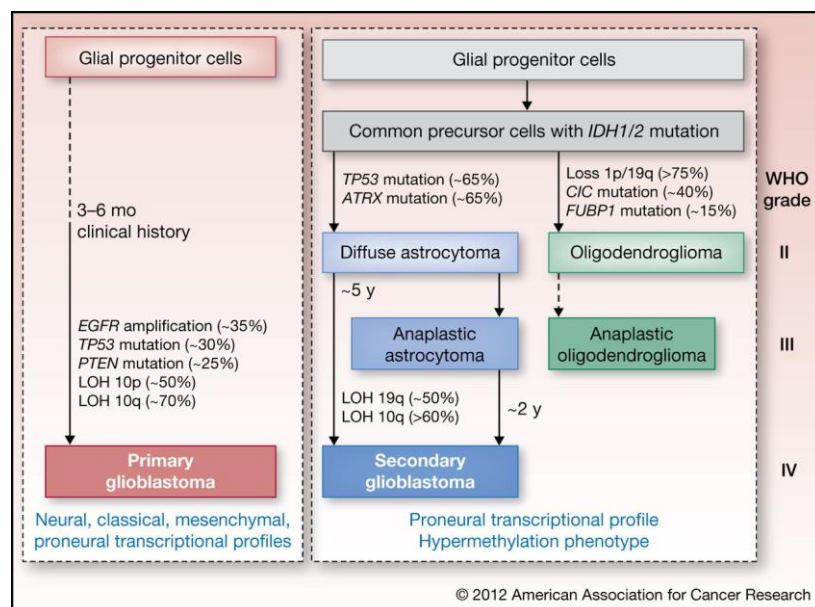 Glial progenitor cells
3–6 mo
clinical history
EGFR amplification (~35%)
TP53 mutation (~30%)
PTEN mutation (~25%)
LOH 10p (~50%)
LOH 10q (~70%)
Primary
glioblastoma
Neural, classical, mesenchymal,
proneural transcriptional profiles
Glial progenitor cells
Common precursor cells with IDH1/2 mutation
TP53 mutation (~65%)
ATRX mutation (~65%)
Loss 1p/19q (>75%)
CIC mutation (~40%)
FUBP1 mutation (~15%)
WHO
grade
Diffuse astrocytoma
Oligodendroglioma
II
~5 y
Anaplastic
astrocytoma
Anaplastic
oligodendroglioma
III
LOH 19q (~50%)
LOH 10q (>60%)
~2 y
Secondary
glioblastoma
IV
Proneural transcriptional profile
Hypermethylation phenotype
© 2012 American Association for Cancer Research